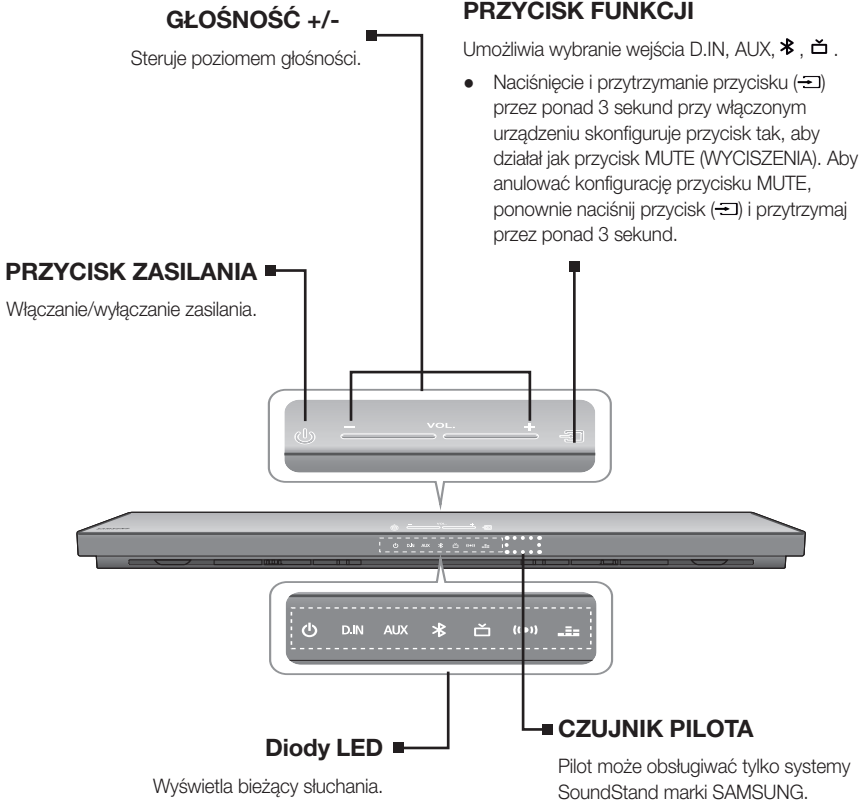 GŁOŚNOŚĆ +/-
Steruje poziomem głośności.
PRZYCISK FUNKCJI
Umożliwia wybranie wejścia D.IN, AUX, , .
● Naciśnięcie i przytrzymanie przycisku ( )
przez ponad 3 sekund przy włączonym
urządzeniu skonfiguruje przycisk tak, aby
działał jak przycisk MUTE (WYCISZENIA). Aby
anulować konfigurację przycisku MUTE,
ponownie naciśnij przycisk ( ) i przytrzymaj
przez ponad 3 sekund.
PRZYCISK ZASILANIA
Włączanie/wyłączanie zasilania.
− VOL. +
D.IN AUX
D.IN AUX
Diody LED
Wyświetla bieżący słuchania.
CZUJNIK PILOTA
Pilot może obsługiwać tylko systemy
SoundStand marki SAMSUNG.